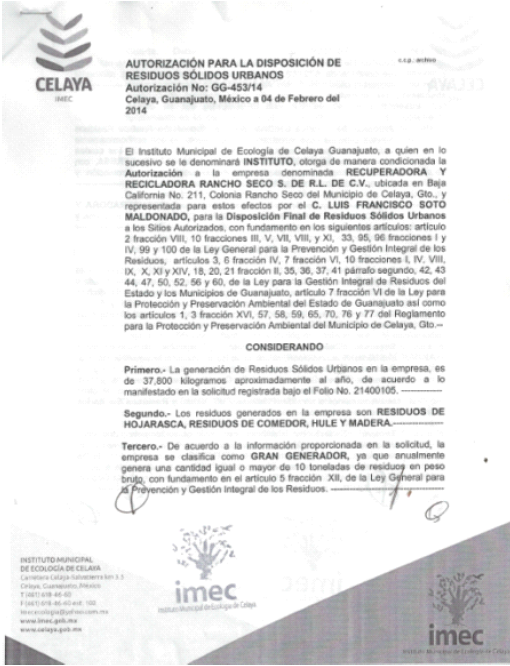 CELAYA
IMEC
c.c.p.- archivo
AUTORIZACIÓN PARA LA DISPOSICIÓN DE
RESIDUOS SÓLIDOS URBANOS
Autorización No: GG-453/14
Celaya, Guanajuato, México a 04 de Febrero del
2014
El Instituto Municipal de Ecología de Celaya Guanajuato, a quien en lo
sucesivo se le denominará INSTITUTO, otorga de manera condicionada la
Autorización a la empresa denominada RECUPERADORA Y
RECICLADORA RANCHO SECO S. DE R.L. DE C.V., ubicada en Baja
California No. 211, Colonia Rancho Seco del Municipio de Celaya, Gto., y
representada para estos efectos por el C. LUIS FRANCISCO SOTO
MALDONADO, para la Disposición Final de Residuos Sólidos Urbanos
a los Sitios Autorizados, con fundamento en los siguientes artículos: artículo
2 fracción VIII, 10 fracciones III, V, VII, VIII, y XI, 33, 95, 96 fracciones I y
IV, 99 y 100 de la Ley General para la Prevención y Gestión Integral de los
Residuos, artículos 3, 6 fracción IV, 7 fracción VI, 10 fracciones I, IV, VIII,
IX, X, XI y XIV, 18, 20, 21 fracción II, 35, 36, 37, 41 párrafo segundo, 42, 43
44, 47, 50, 52, 56 y 60, de la Ley para la Gestión Integral de Residuos del
Estado y los Municipios de Guanajuato, artículo 7 fracción VI de la Ley para
la Protección y Preservación Ambiental del Estado de Guanajuato así como
los artículos 1, 3 fracción XVI, 57, 58, 59, 65, 70, 76 y 77 del Reglamento
para la Protección y Preservación Ambiental del Municipio de Celaya, Gto.--
CONSIDERANDO
Primero.- La generación de Residuos Sólidos Urbanos en la empresa, es
de 37,800 kilogramos aproximadamente al año, de acuerdo a lo
manifestado en la solicitud registrada bajo el Folio No. 21400105. -------------
Segundo.- Los residuos generados en la empresa son RESIDUOS DE
HOJARASCA, RESIDUOS DE COMEDOR, HULE Y MADERA.----------------
Tercero.- De acuerdo a la información proporcionada en la solicitud, la
empresa se clasifica como GRAN GENERADOR, ya que anualmente
genera una cantidad igual o mayor de 10 toneladas de residuos en peso
bruto, con fundamento en el artículo 5 fracción XII, de la Ley General para
la Prevención y Gestión Integral de los Residuos. ----------------------------
INSTITUTO MUNICIPAL
DE ECOLOGÍA DE CELAYA
Carretera Celaya-Salvatierra km 3.5
Celaya, Guanajuato, México
www.imec.gob.mx
www.celaya.gob.mx
imec
Instituto Municipal de Ecología de Celaya
imec
Instituto Municipal de Ecología de Celaya